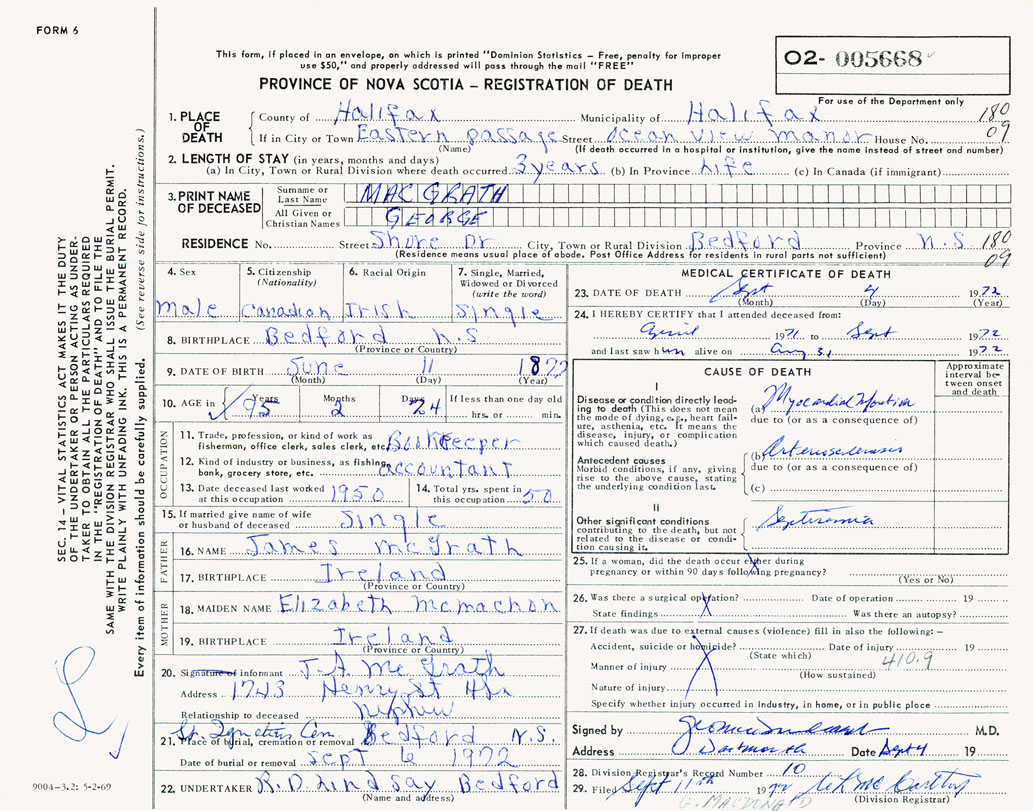 FORM 6
This form, if placed in an envelope, on which is printed "Dominion Statistics – Free, penalty for improper
use $50," and properly addressed will pass through the mail "FREE"
PROVINCE OF NOVA SCOTIA – REGISTRATION OF DEATH
02- 005668
For use of the Department only
1. PLACE OF DEATH
County of Halifax Municipality of Halifax 180
If in City or Town Eastern passage Street ocean view manor House No. 09
(Name) (If death occurred in a hospital or institution, give the name instead of street and number)
2. LENGTH OF STAY (in years, months and days)
(a) In City, Town or Rural Division where death occurred 3 years (b) In Province Life (c) In Canada (if immigrant)
3. PRINT NAME OF DECEASED
Surname or Last Name MAC GRATH
All Given or Christian Names GEORGE
RESIDENCE No. Street Shore Dr City, Town or Rural Division Bedford Province N.S 180
(Residence means usual place of abode. Post Office Address for residents in rural parts not sufficient) 09
4. Sex
male
5. Citizenship (Nationality)
Canadian
6. Racial Origin
Irish
7. Single, Married, Widowed or Divorced (write the word)
Single
8. BIRTHPLACE Bedford N.S
(Province or Country)
9. DATE OF BIRTH June 11
(Month) (Day) (Year)
10. AGE in Years 95 Months 2 Days 24 If less than one day old
hrs. or min.
OCCUPATION
11. Trade, profession, or kind of work as
fisherman, office clerk, sales clerk, etc. Bookkeeper
12. Kind of industry or business, as fishing,
bank, grocery store, etc. accountant
13. Date deceased last worked at this occupation 1950
14. Total yrs. spent in this occupation 50
15. If married give name of wife
or husband of deceased Single
FATHER
16. NAME James McGrath
17. BIRTHPLACE Ireland
(Province or Country)
MOTHER
18. MAIDEN NAME Elizabeth Mcmachon
19. BIRTHPLACE Ireland
(Province or Country)
20. Signature of informant J-A Mc Grath
Address 1743 Henry St Hfx
Relationship to deceased Nephew
St. Ignatius Cem.
21. Place of burial, cremation or removal Bedford N.S.
Date of burial or removal Sept 6 1972
22. UNDERTAKER R.D. Lindsay Bedford
(Name and address)
MEDICAL CERTIFICATE OF DEATH
23. DATE OF DEATH Sept 4 1972
(Month) (Day) (Year)
24. I HEREBY CERTIFY that I attended deceased from:
April 1971 to Sept 1972
and last saw him alive on Aug 31 1972
CAUSE OF DEATH
Approximate interval between onset and death
I
Disease or condition directly leading to death (This does not mean the mode of dying, e.g., heart failure, asthenia, etc. It means the disease, injury, or complication which caused death.)
(a) Myocardial Infarction
due to (or as a consequence of)
Antecedent causes
Morbid conditions, if any, giving rise to the above cause, stating the underlying condition last.
(b) Arteriosclerosis
due to (or as a consequence of)
(c)
II
Other significant conditions
contributing to the death, but not related to the disease or condition causing it.
Septicemia
25. If a woman, did the death occur either during
pregnancy or within 90 days following pregnancy?
(Yes or No)
26. Was there a surgical operation? Date of operation 19
State findings Was there an autopsy?
27. If death was due to external causes (violence) fill in also the following: –
Accident, suicide or homicide? Date of injury 19
(State which) 410.9
Manner of injury
(How sustained)
Nature of injury
Specify whether injury occurred in Industry, in home, or in public place
Signed by M.D.
Address Dartmouth Date Sept 4 19
28. Division Registrar's Record Number 10
29. Filed Sept 11th 1972
(Division Registrar)
G. MACDONALD
SEC. 14 – VITAL STATISTICS ACT MAKES IT THE DUTY
OF THE UNDERTAKER OR PERSON ACTING AS UNDER-
TAKER TO OBTAIN ALL THE PARTICULARS REQUIRED
IN THE "REGISTRATION OF DEATH" AND TO FILE THE
SAME WITH THE DIVISION REGISTRAR WHO SHALL ISSUE THE BURIAL PERMIT.
WRITE PLAINLY WITH UNFADING INK. THIS IS A PERMANENT RECORD.
Every item of information should be carefully supplied. (See reverse side for instructions.)
9004–3.2: 5-2-69